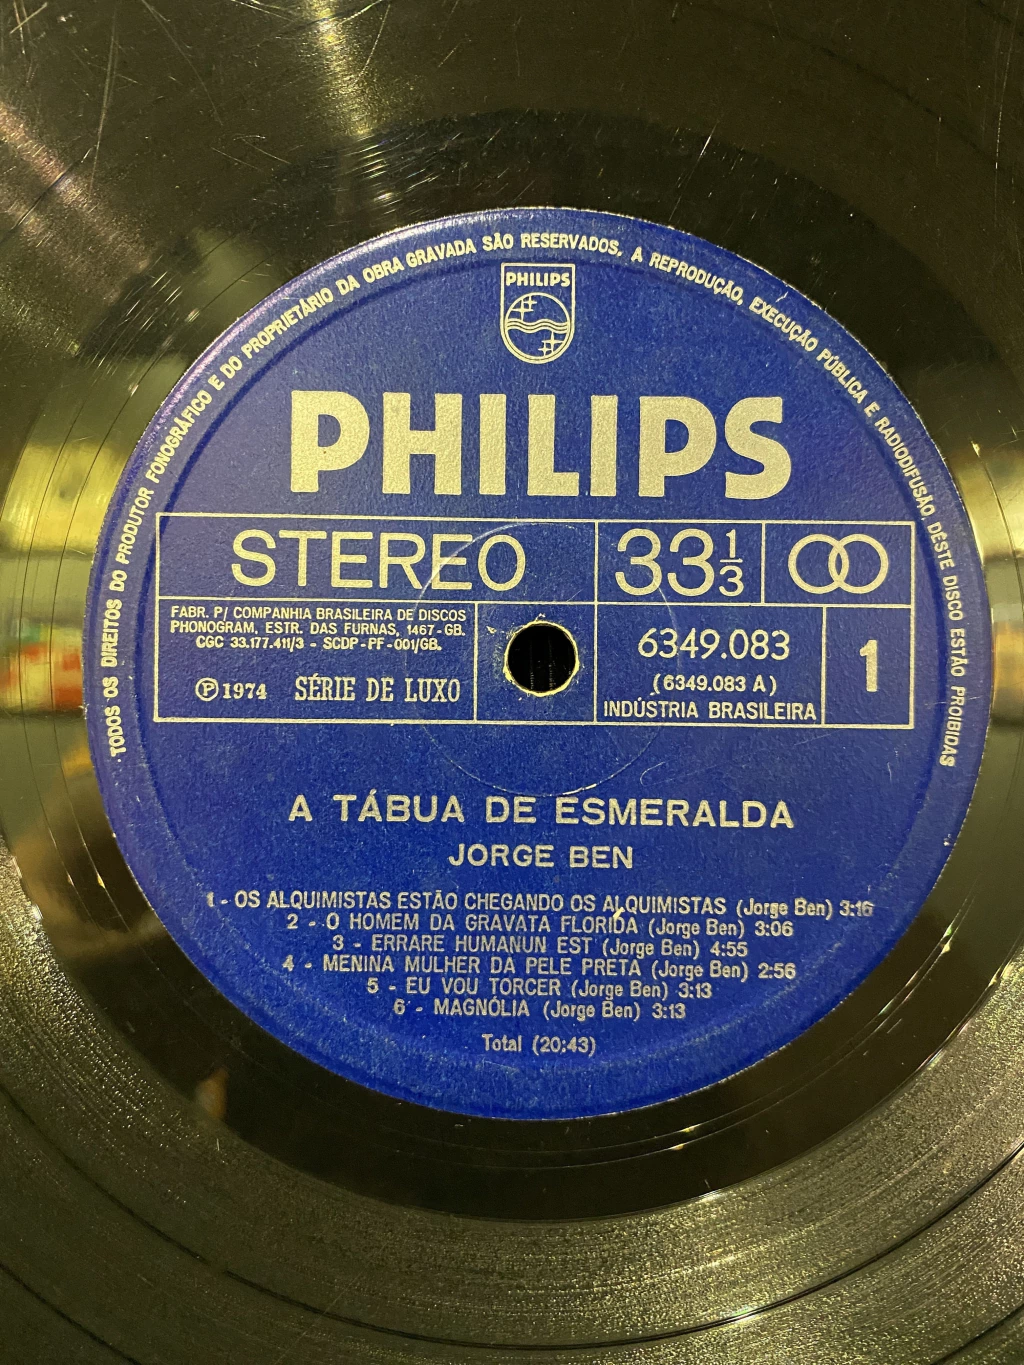 TODOS OS DIREITOS DO PRODUTOR FONOGRÁFICO E DO PROPRIETÁRIO DA OBRA GRAVADA SÃO RESERVADOS. A REPRODUÇÃO, EXECUÇÃO PÚBLICA E RADIODIFUSÃO DESTE DISCO ESTÃO PROIBIDAS
PHILIPS
PHILIPS
STEREO
33 1/3
FABR. P/ COMPANHIA BRASILEIRA DE DISCOS
PHONOGRAM, ESTR. DAS FURNAS, 1467-GB.
CGC 33.177.411/3 - SCDP-PF-001/GB.
Ⓟ 1974 SÉRIE DE LUXO
6349.083
(6349.083 A)
INDÚSTRIA BRASILEIRA
1
A TÁBUA DE ESMERALDA
JORGE BEN
1 - OS ALQUIMISTAS ESTÃO CHEGANDO OS ALQUIMISTAS (Jorge Ben) 3:16
2 - O HOMEM DA GRAVATA FLORIDA (Jorge Ben) 3:06
3 - ERRARE HUMANUN EST (Jorge Ben) 4:55
4 - MENINA MULHER DA PELE PRETA (Jorge Ben) 2:56
5 - EU VOU TORCER (Jorge Ben) 3:13
6 - MAGNÓLIA (Jorge Ben) 3:13
Total (20:43)